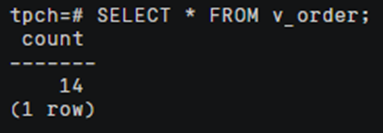 tpch=# SELECT * FROM v_order;
 count
-------
    14
(1 row)